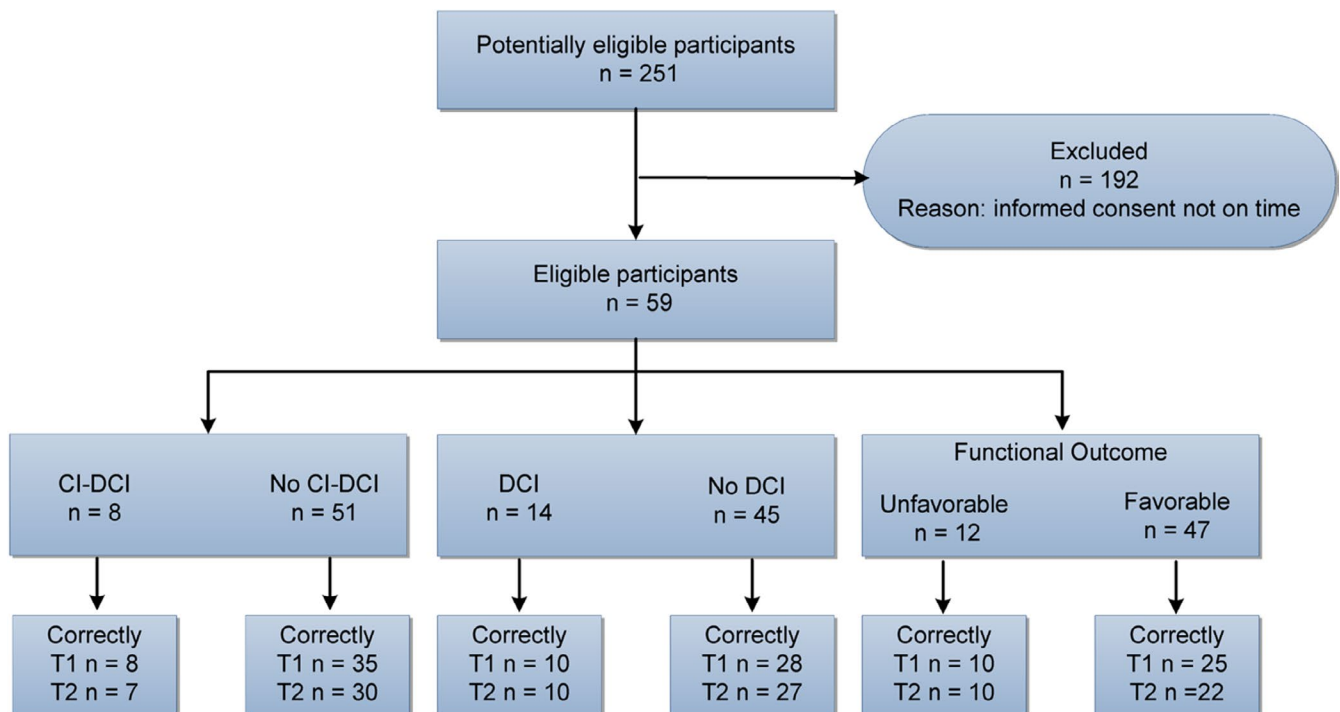 Potentially eligible participants
n = 251
Excluded
n = 192
Reason: informed consent not on time
Eligible participants
n = 59
CI-DCI
n = 8
No CI-DCI
n = 51
DCI
n = 14
No DCI
n = 45
Functional Outcome
Unfavorable
n = 12
Favorable
n = 47
Correctly
T1 n = 8
T2 n = 7
Correctly
T1 n = 35
T2 n = 30
Correctly
T1 n = 10
T2 n = 10
Correctly
T1 n = 28
T2 n = 27
Correctly
T1 n = 10
T2 n = 10
Correctly
T1 n = 25
T2 n =22